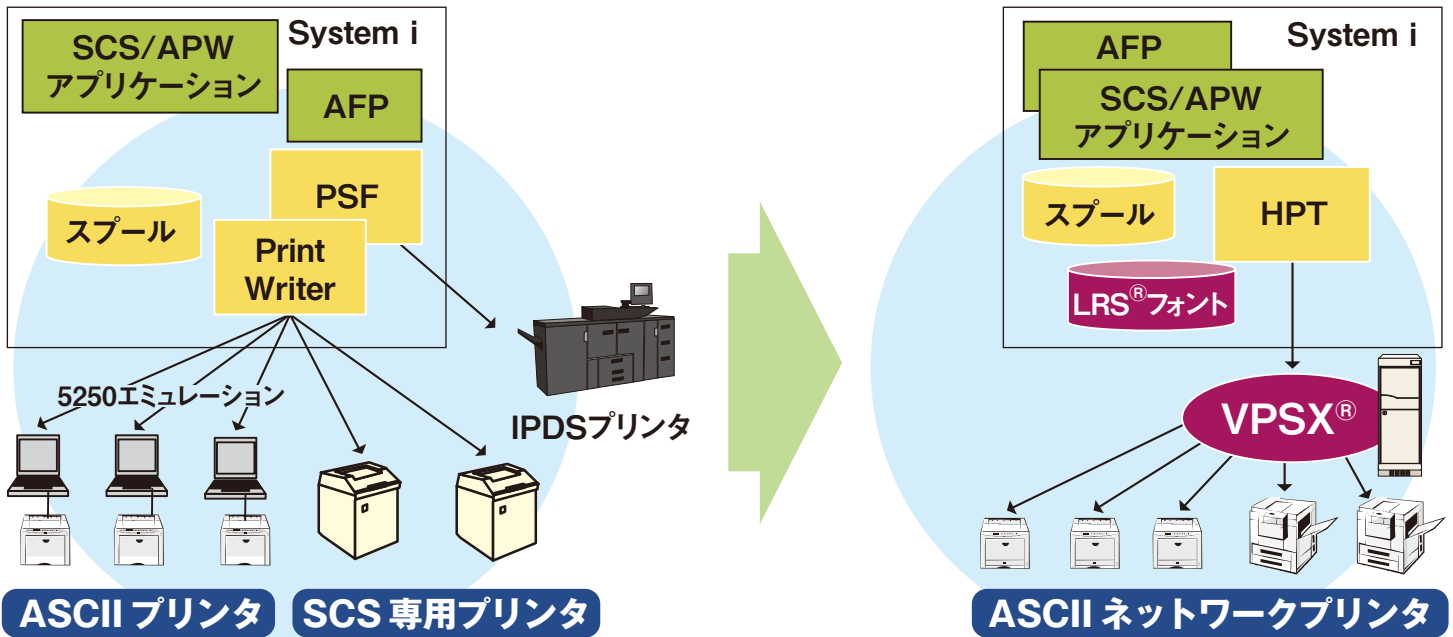 System i
SCS/APW
アプリケーション
AFP
PSF
スプール
Print
Writer
5250エミュレーション
IPDSプリンタ
ASCII プリンタ
SCS 専用プリンタ
System i
AFP
SCS/APW
アプリケーション
スプール
HPT
LRS®フォント
VPSX®
ASCII ネットワークプリンタ